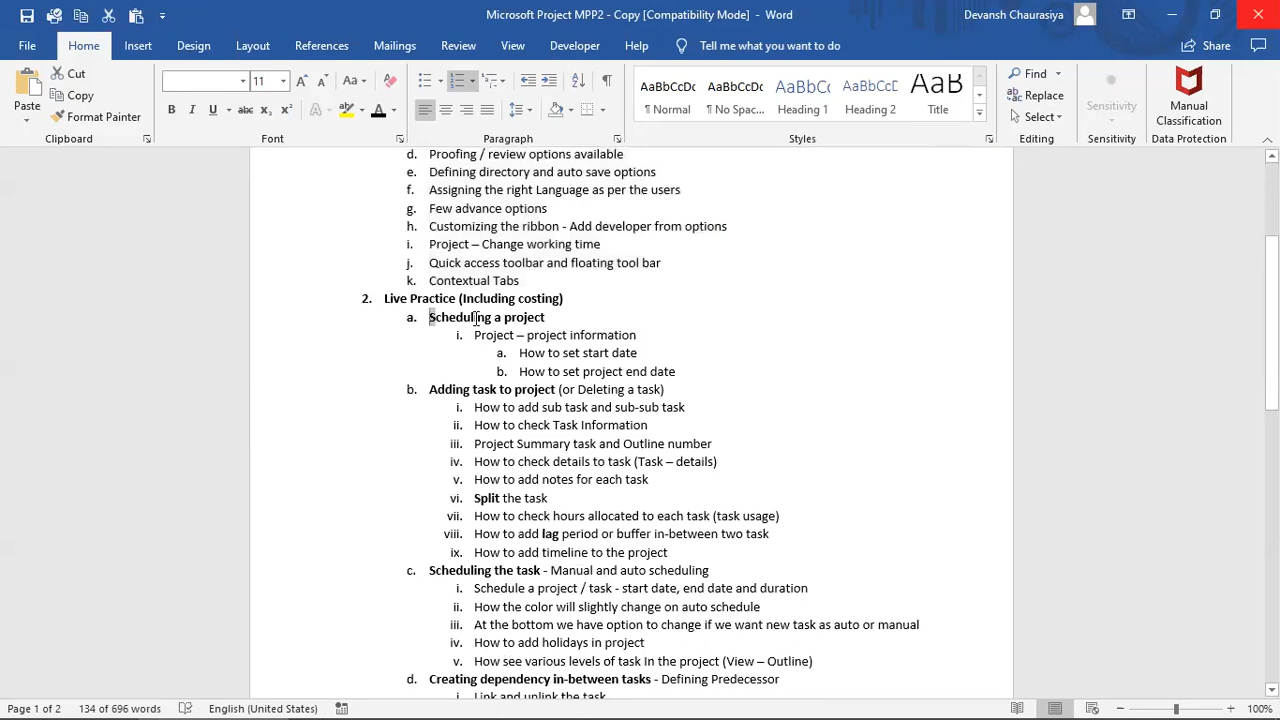 Microsoft Project MPP2 - Copy [Compatibility Mode] - Word
Devansh Chaurasiya
File Home Insert Design Layout References Mailings Review View Developer Help Tell me what you want to do Share
Paste
Cut
Copy
Format Painter
Clipboard
11
Aa
B I U abc x₂ x²
Font
Paragraph
AaBbCcDc AaBbCcDc AaBbC AaBbCcD AaB
¶ Normal ¶ No Spac... Heading 1 Heading 2 Title
Styles
Find
Replace
Select
Editing
Sensitivity
Sensitivity
Manual Classification
Data Protection
d. Proofing / review options available
e. Defining directory and auto save options
f. Assigning the right Language as per the users
g. Few advance options
h. Customizing the ribbon - Add developer from options
i. Project – Change working time
j. Quick access toolbar and floating tool bar
k. Contextual Tabs
2. Live Practice (Including costing)
a. Scheduling a project
i. Project – project information
a. How to set start date
b. How to set project end date
b. Adding task to project (or Deleting a task)
i. How to add sub task and sub-sub task
ii. How to check Task Information
iii. Project Summary task and Outline number
iv. How to check details to task (Task – details)
v. How to add notes for each task
vi. Split the task
vii. How to check hours allocated to each task (task usage)
viii. How to add lag period or buffer in-between two task
ix. How to add timeline to the project
c. Scheduling the task - Manual and auto scheduling
i. Schedule a project / task - start date, end date and duration
ii. How the color will slightly change on auto schedule
iii. At the bottom we have option to change if we want new task as auto or manual
iv. How to add holidays in project
v. How see various levels of task In the project (View – Outline)
d. Creating dependency in-between tasks - Defining Predecessor
i. Link and unlink the task
Page 1 of 2 134 of 696 words English (United States) 100%